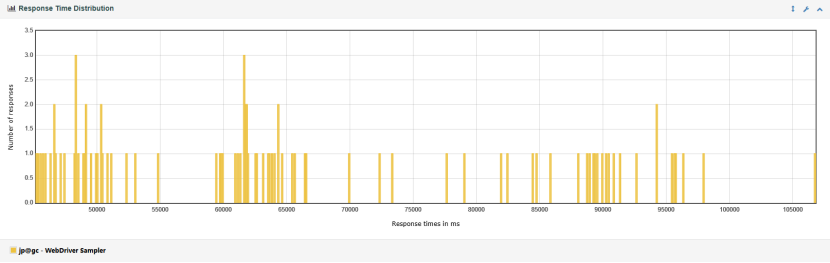 Response Time Distribution
Number of responses
3.5
3.0
2.5
2.0
1.5
1.0
0.5
0.0
50000 55000 60000 65000 70000 75000 80000 85000 90000 95000 100000 105000
Response times in ms
jp@gc - WebDriver Sampler